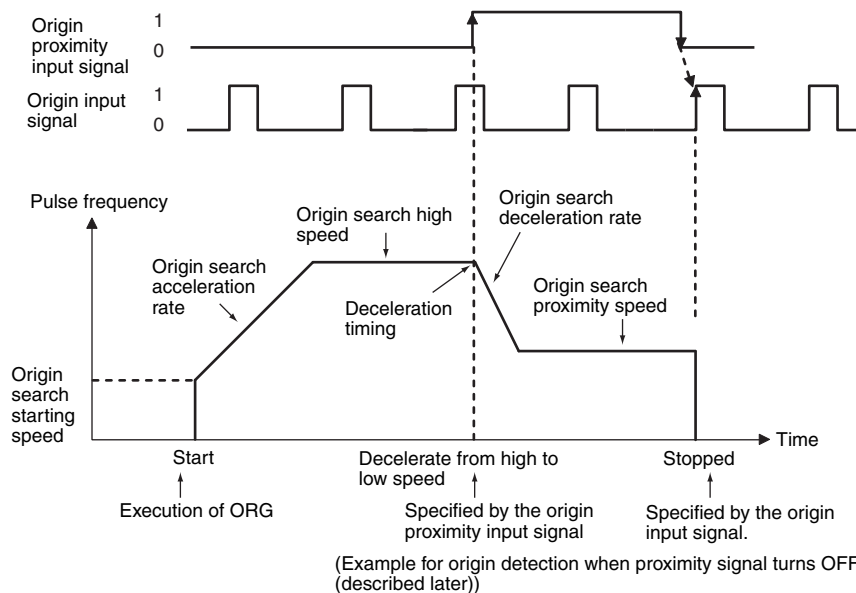 Origin
proximity
input signal
1
0
Origin input
signal
1
0
Pulse frequency
Origin search high
speed
Origin search
deceleration rate
Origin search
acceleration
rate
Deceleration
timing
Origin search
proximity speed
Origin
search
starting
speed
Time
Start
Decelerate from high to
low speed
Stopped
Execution of ORG
Specified by the origin
proximity input signal
Specified by the origin
input signal.
(Example for origin detection when proximity signal turns OFF
(described later))